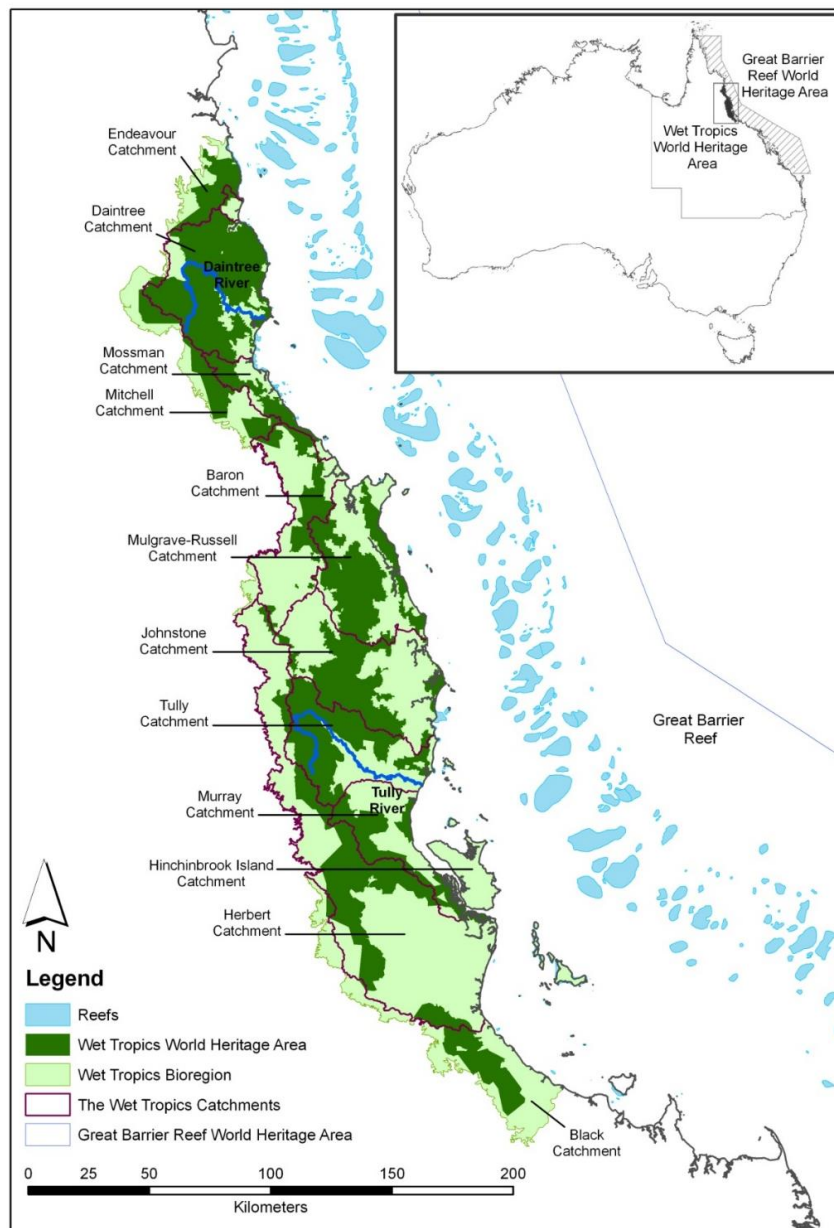 Great Barrier
Reef World
Heritage Area
Wet Tropics
World Heritage
Area
Endeavour
Catchment
Daintree
Catchment
Daintree
River
Mossman
Catchment
Mitchell
Catchment
Baron
Catchment
Mulgrave-Russell
Catchment
Johnstone
Catchment
Tully
Catchment
Great Barrier
Reef
Tully
River
Murray
Catchment
Hinchinbrook Island
Catchment
Herbert
Catchment
N
Legend
Reefs
Wet Tropics World Heritage Area
Wet Tropics Bioregion
The Wet Tropics Catchments
Great Barrier Reef World Heritage Area
Black
Catchment
0 50 100 150 200
Kilometers